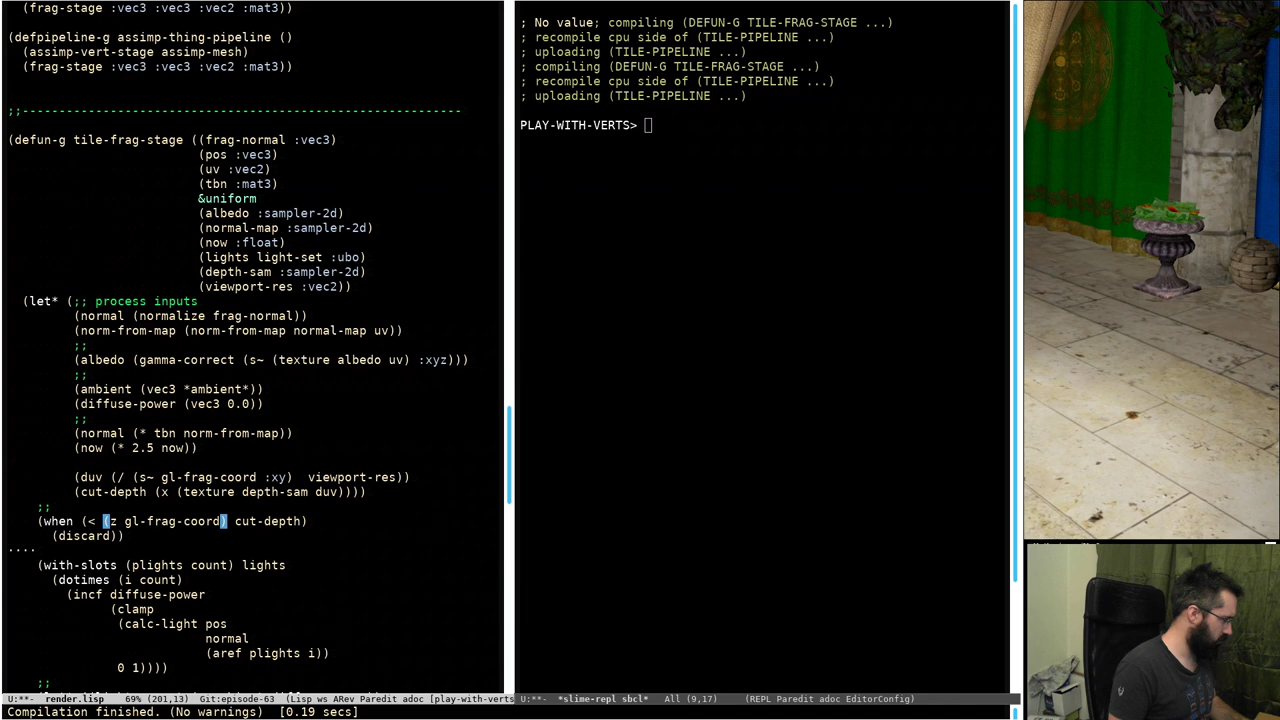 (frag-stage :vec3 :vec3 :vec2 :mat3))
(defpipeline-g assimp-thing-pipeline ()
(assimp-vert-stage assimp-mesh)
(frag-stage :vec3 :vec3 :vec2 :mat3))
;;------------------------------------------------------------
(defun-g tile-frag-stage ((frag-normal :vec3)
(pos :vec3)
(uv :vec2)
(tbn :mat3)
&uniform
(albedo :sampler-2d)
(normal-map :sampler-2d)
(now :float)
(lights light-set :ubo)
(depth-sam :sampler-2d)
(viewport-res :vec2))
(let* (;; process inputs
(normal (normalize frag-normal))
(norm-from-map (norm-from-map normal-map uv))
;;
(albedo (gamma-correct (s~ (texture albedo uv) :xyz)))
;;
(ambient (vec3 *ambient*))
(diffuse-power (vec3 0.0))
;;
(normal (* tbn norm-from-map))
(now (* 2.5 now))
(duv (/ (s~ gl-frag-coord :xy)  viewport-res))
(cut-depth (x (texture depth-sam duv))))
;;
(when (< (z gl-frag-coord) cut-depth)
(discard))
....
(with-slots (plights count) lights
(dotimes (i count)
(incf diffuse-power
(clamp
(calc-light pos
normal
(aref plights i))
0 1))))
;;
U:**-  render.lisp    69% (201,13)  Git:episode-63  (Lisp ws ARev Paredit adoc [play-with-verts
Compilation finished. (No warnings)  [0.19 secs]
; No value; compiling (DEFUN-G TILE-FRAG-STAGE ...)
; recompile cpu side of (TILE-PIPELINE ...)
; uploading (TILE-PIPELINE ...)
; compiling (DEFUN-G TILE-FRAG-STAGE ...)
; recompile cpu side of (TILE-PIPELINE ...)
; uploading (TILE-PIPELINE ...)
PLAY-WITH-VERTS>
U:**-  *slime-repl sbcl*   All (9,17)     (REPL Paredit adoc EditorConfig)